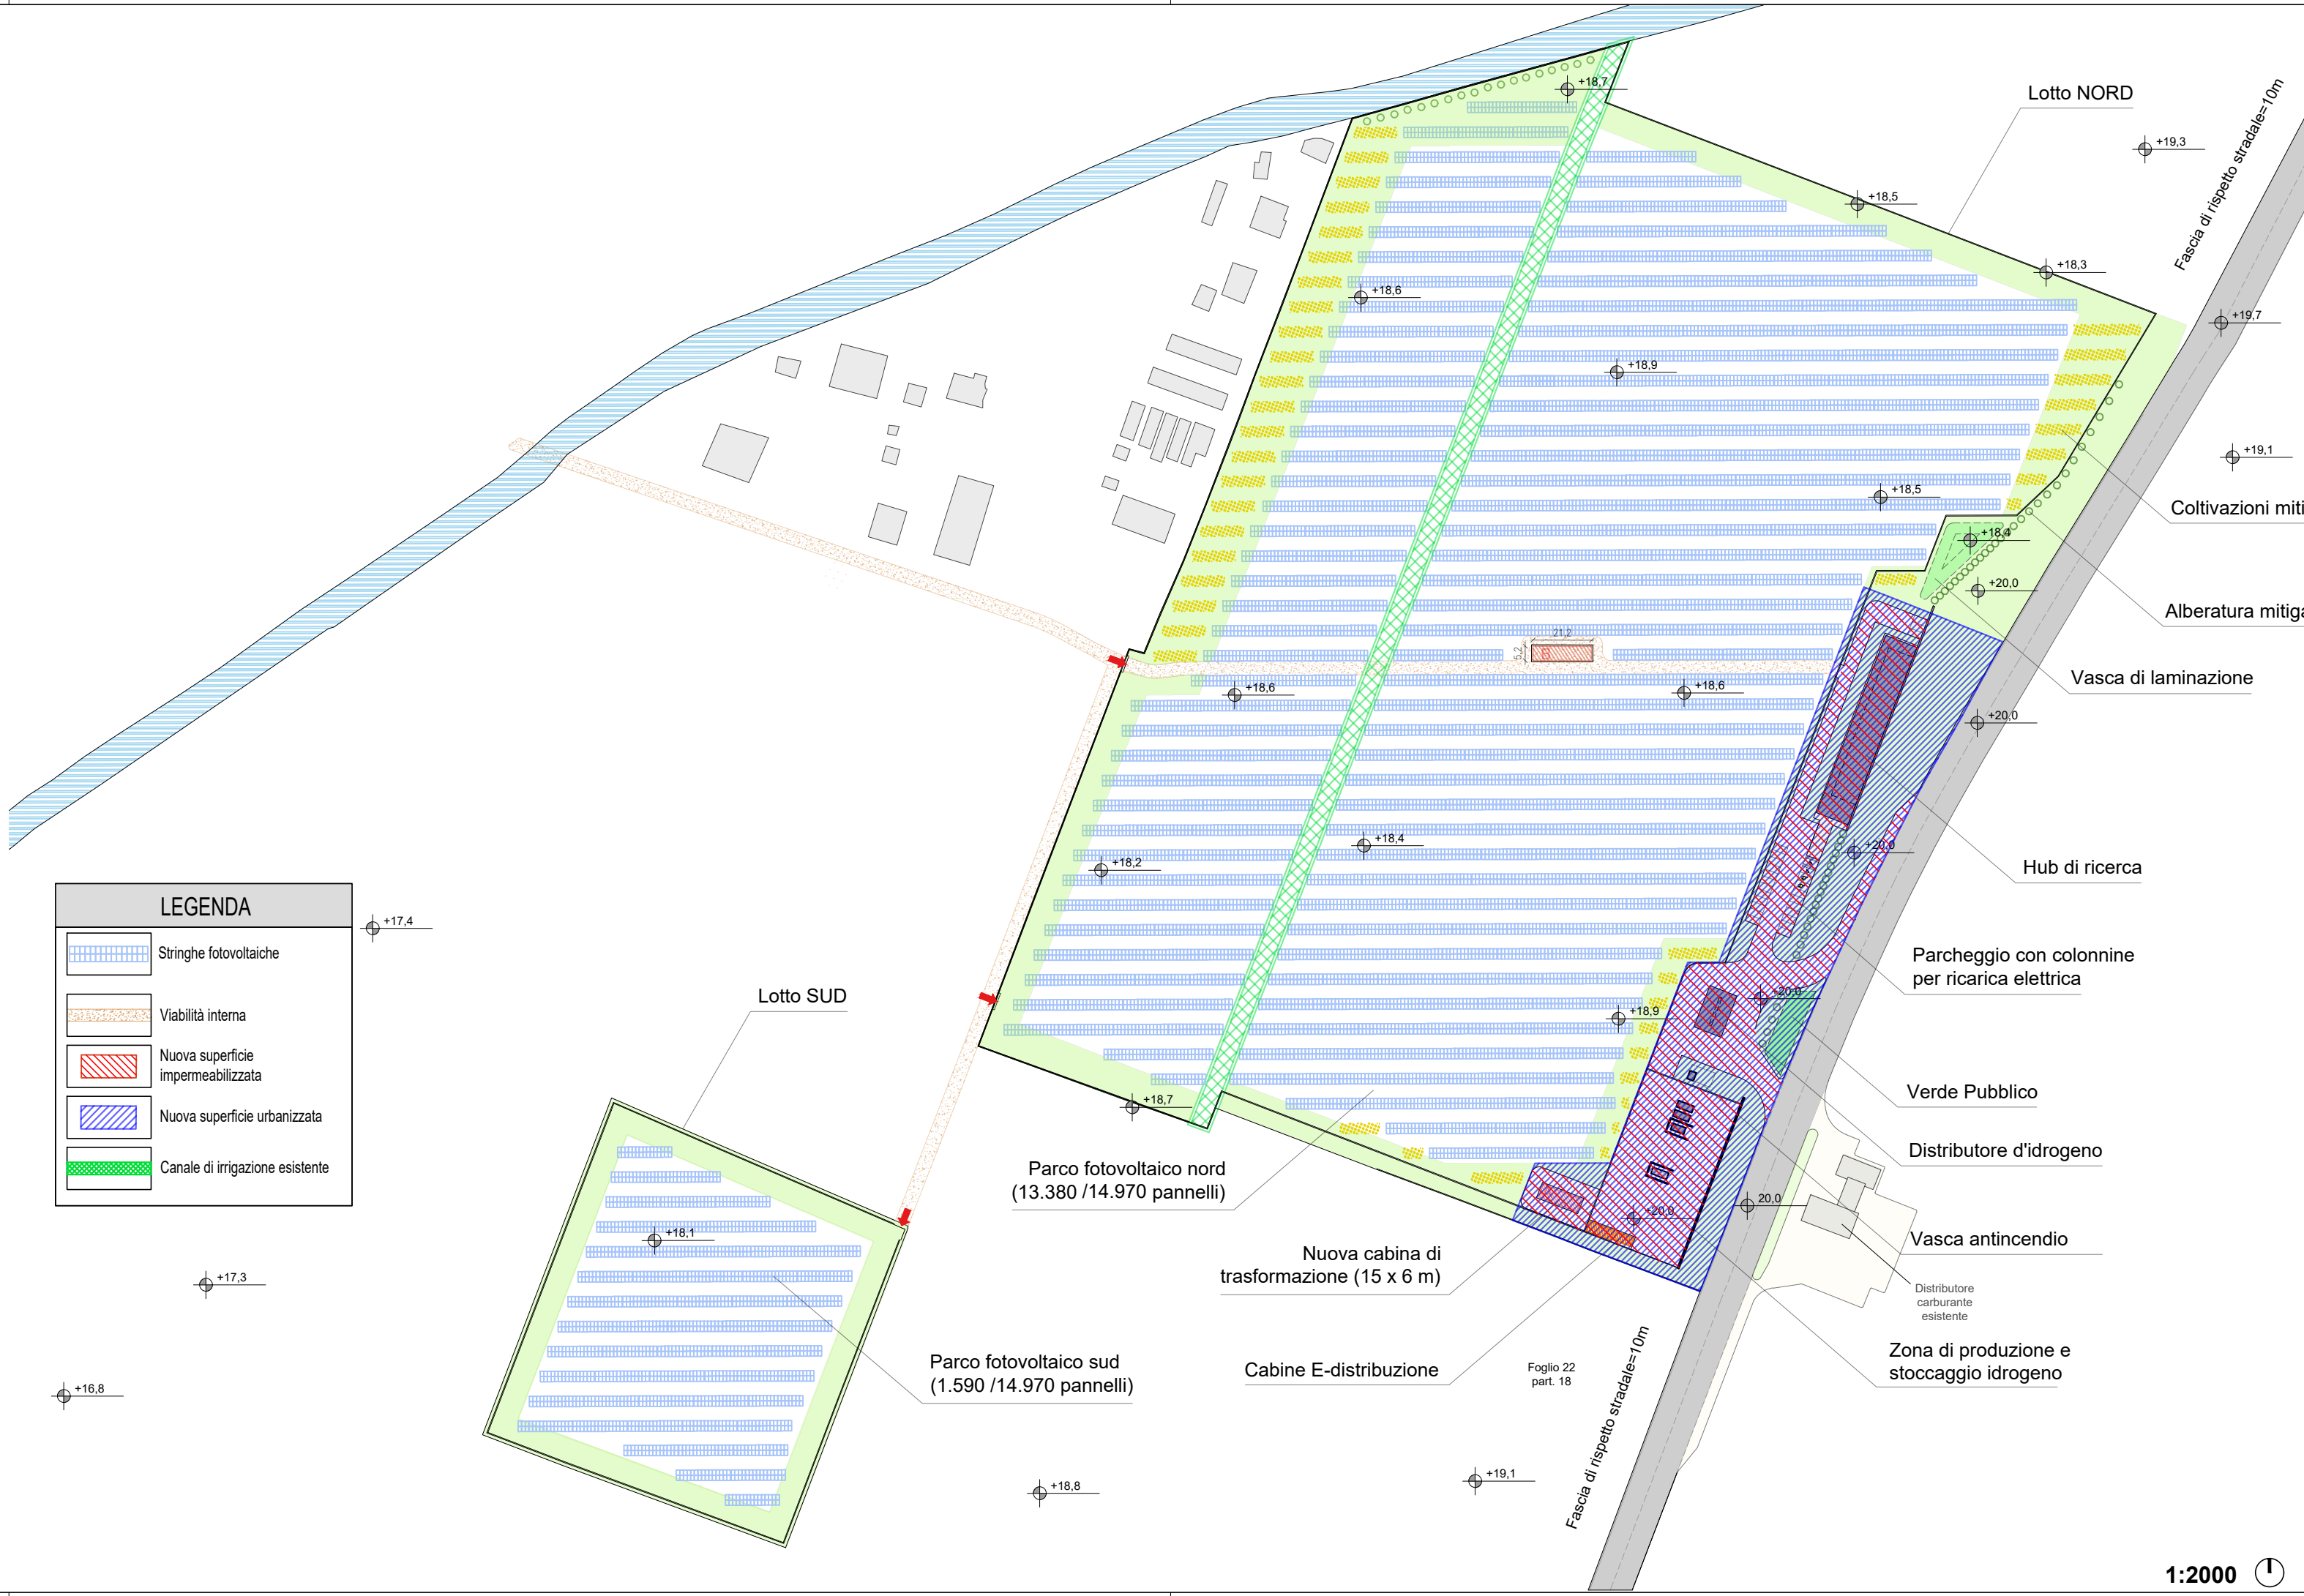 +18,7
Lotto NORD
+19,3
Fascia di rispetto stradale=10m
+18,5
+18,3
+18,6
+19,7
+18,9
+19,1
+18,5
Coltivazioni miti
+18,4
+20,0
Alberatura mitiga
21,2
5,2
B
Vasca di laminazione
+18,6
+18,6
+20,0
+18,4
+20,0
+18,2
Hub di ricerca
LEGENDA
Stringhe fotovoltaiche
Viabilità interna
Nuova superficie
impermeabilizzata
Nuova superficie urbanizzata
Canale di irrigazione esistente
+17,4
Parcheggio con colonnine
per ricarica elettrica
Lotto SUD
+20,0
+18,9
Verde Pubblico
+18,7
Distributore d'idrogeno
Parco fotovoltaico nord
(13.380 /14.970 pannelli)
+20,0
20,0
+18,1
Vasca antincendio
Nuova cabina di
trasformazione (15 x 6 m)
+17,3
Distributore
carburante
esistente
Zona di produzione e
stoccaggio idrogeno
Parco fotovoltaico sud
(1.590 /14.970 pannelli)
Cabine E-distribuzione
Foglio 22
part. 18
Fascia di rispetto stradale=10m
+16,8
+18,8
+19,1
1:2000